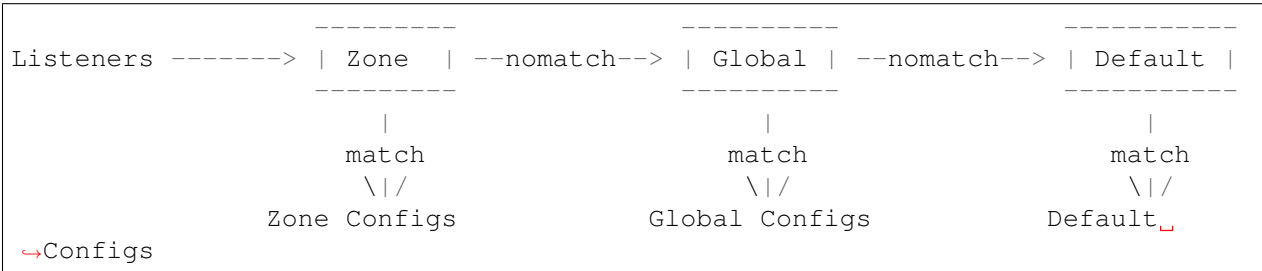 ---------              ----------               -----------
Listeners -------> | Zone   | --nomatch--> | Global | --nomatch--> | Default |
                    ---------              ----------               -----------
                        |                       |                        |
                      match                   match                    match
                       \|/                     \|/                      \|/
                 Zone Configs            Global Configs           Default␣
↪Configs